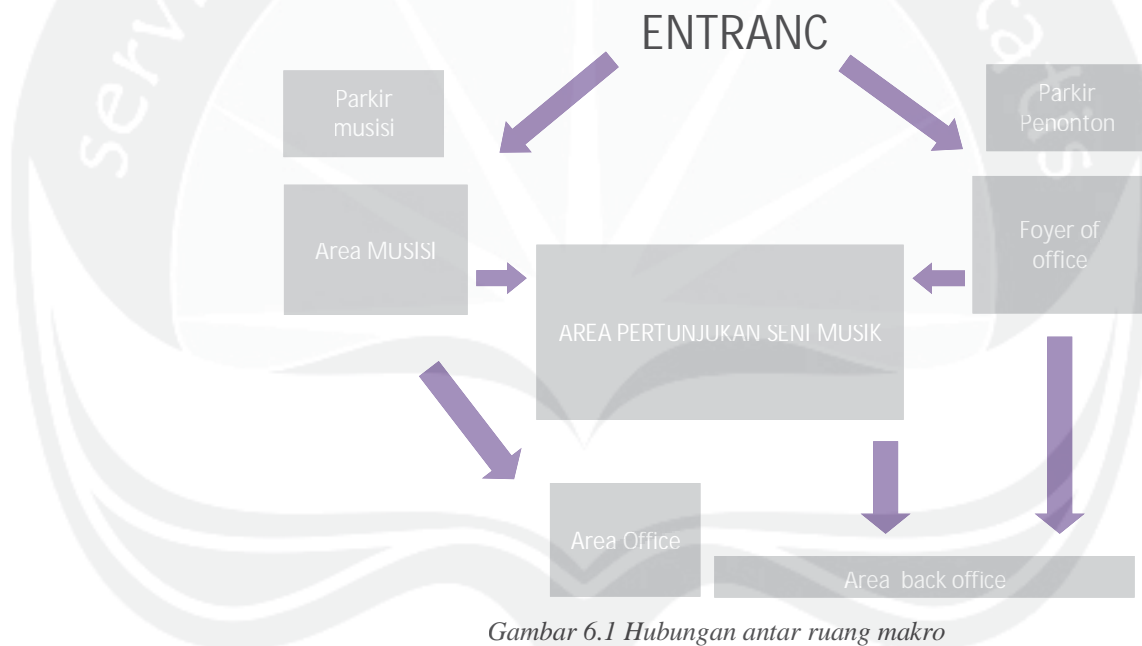 ENTRANC
Parkir
musisi
Parkir
Penonton
Area MUSISI
Foyer of
office
AREA PERTUNJUKAN SENI MUSIK
Area Office
Area back office
Gambar 6.1 Hubungan antar ruang makro